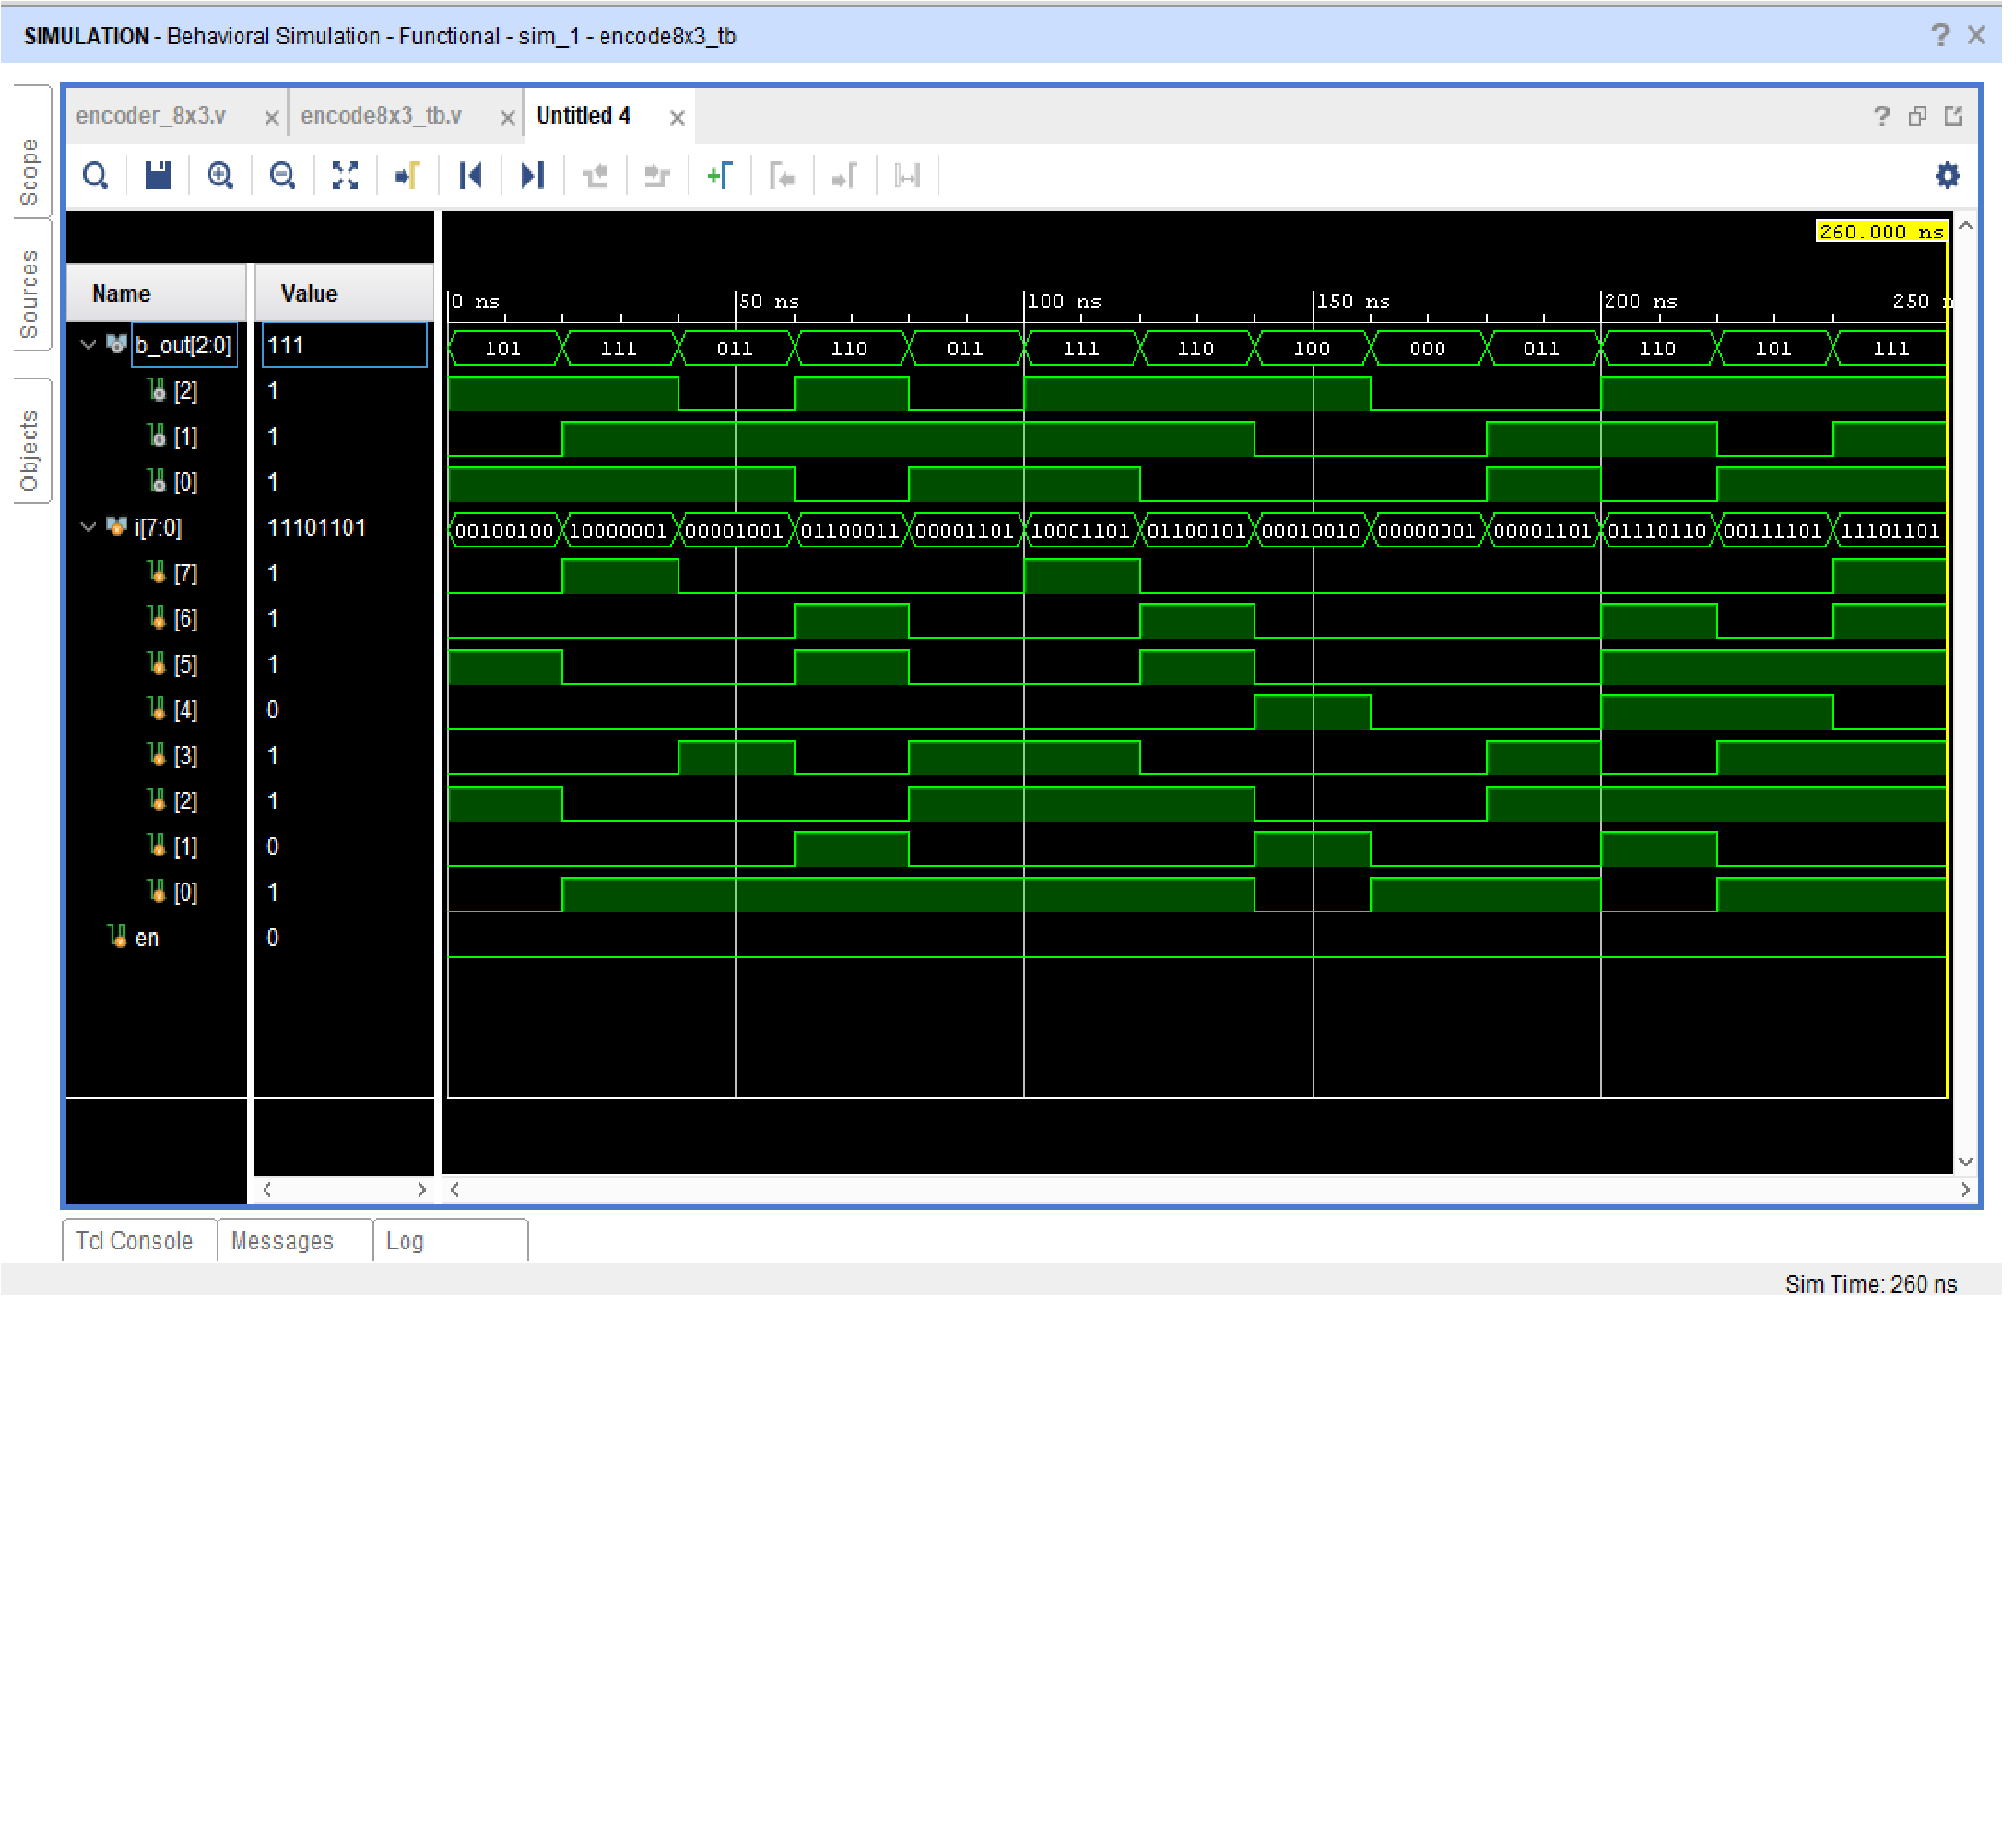 SIMULATION - Behavioral Simulation - Functional - sim_1 - encode8x3_tb
Scope
Sources
Objects
encoder_8x3.v encode8x3_tb.v Untitled 4
260.000 ns
Name Value
0 ns 50 ns 100 ns 150 ns 200 ns 250 n
b_out[2:0] 111 101 111 011 110 011 111 110 100 000 011 110 101 111
[2] 1
[1] 1
[0] 1
i[7:0] 11101101 00100100 10000001 00001001 01100011 00001101 10001101 01100101 00010010 00000001 00001101 01110110 00111101 11101101
[7] 1
[6] 1
[5] 1
[4] 0
[3] 1
[2] 1
[1] 0
[0] 1
en 0
Tcl Console Messages Log
Sim Time: 260 ns